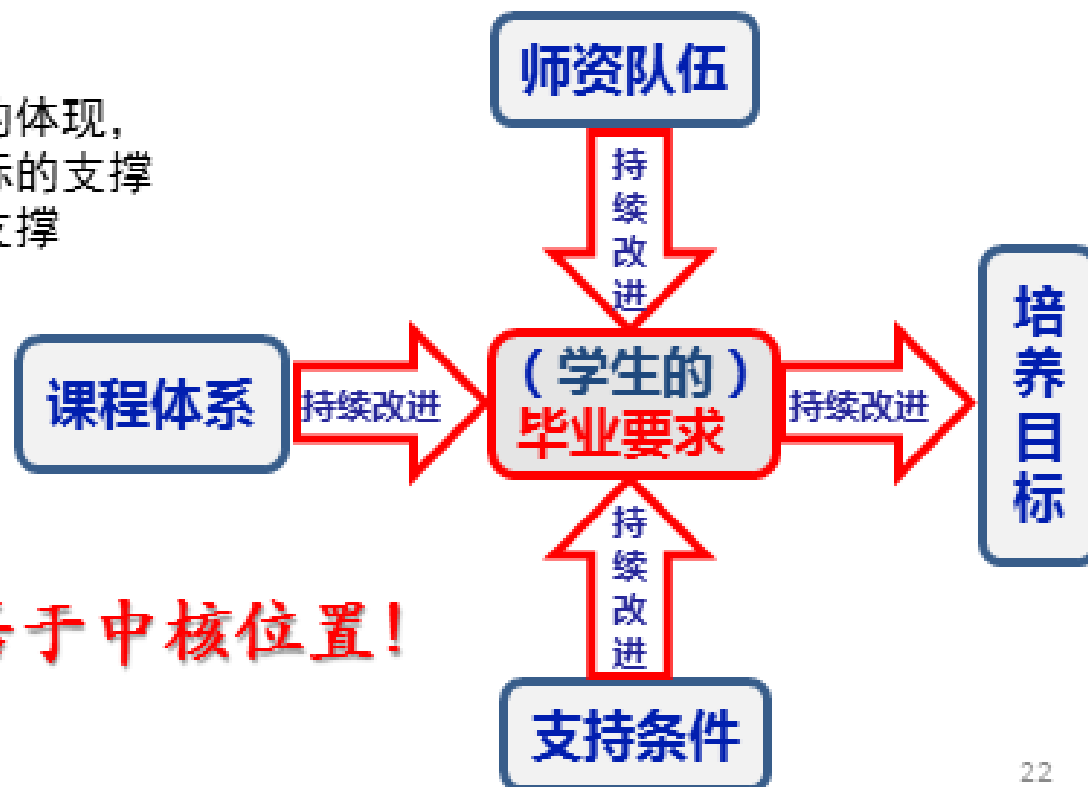 师资队伍
的体现，
标的支撑
支撑
持续改进
培养目标
课程体系
持续改进
（学生的）
毕业要求
持续改进
持续改进
于中核位置！
支持条件
22